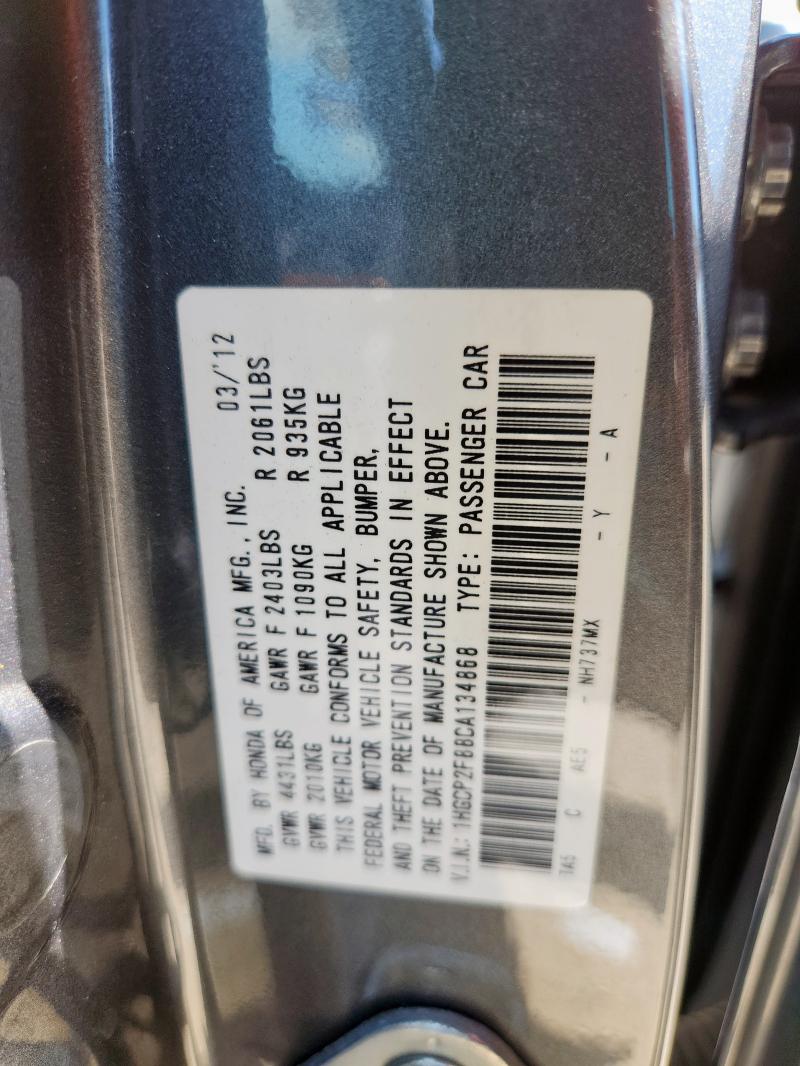 MFD. BY HONDA OF AMERICA MFG., INC. 03/'12
GVWR 4431LBS GAWR F 2403LBS R 2061LBS
GVWR 2010KG GAWR F 1090KG R 935KG
THIS VEHICLE CONFORMS TO ALL APPLICABLE
FEDERAL MOTOR VEHICLE SAFETY, BUMPER,
AND THEFT PREVENTION STANDARDS IN EFFECT
ON THE DATE OF MANUFACTURE SHOWN ABOVE.
V.I.N.: 1HGCP2F88CA134868 TYPE: PASSENGER CAR
TA5 C AE5 - NH737MX - Y - A